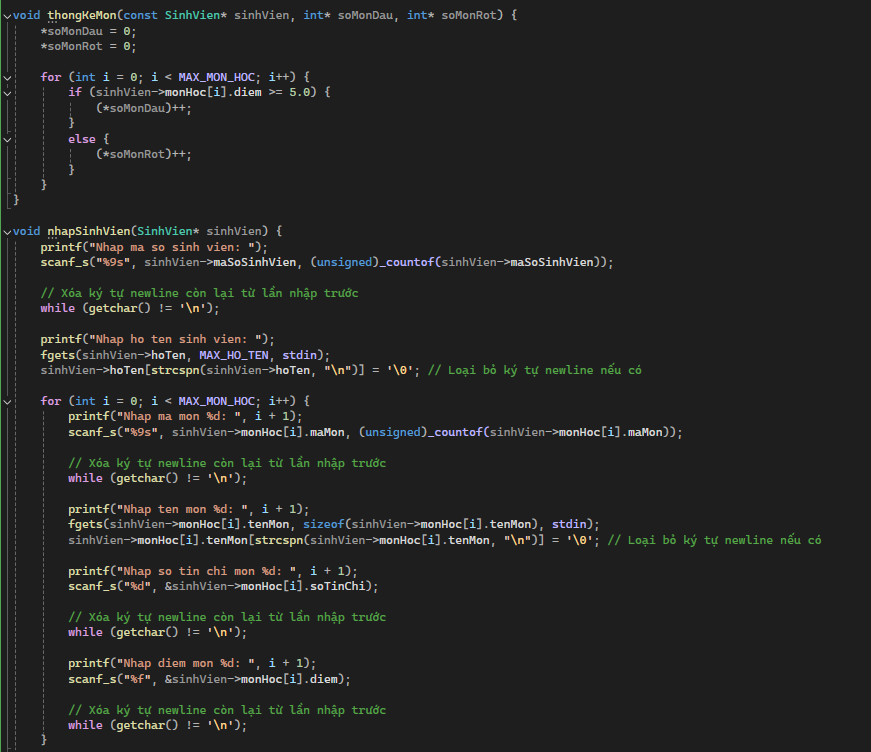 void thongKeMon(const SinhVien* sinhVien, int* soMonDau, int* soMonRot) {
    *soMonDau = 0;
    *soMonRot = 0;
    for (int i = 0; i < MAX_MON_HOC; i++) {
        if (sinhVien->monHoc[i].diem >= 5.0) {
            (*soMonDau)++;
        }
        else {
            (*soMonRot)++;
        }
    }
}
void nhapSinhVien(SinhVien* sinhVien) {
    printf("Nhap ma so sinh vien: ");
    scanf_s("%9s", sinhVien->maSoSinhVien, (unsigned)_countof(sinhVien->maSoSinhVien));
    // Xóa ký tự newline còn lại từ lần nhập trước
    while (getchar() != '\n');
    printf("Nhap ho ten sinh vien: ");
    fgets(sinhVien->hoTen, MAX_HO_TEN, stdin);
    sinhVien->hoTen[strcspn(sinhVien->hoTen, "\n")] = '\0'; // Loại bỏ ký tự newline nếu có
    for (int i = 0; i < MAX_MON_HOC; i++) {
        printf("Nhap ma mon %d: ", i + 1);
        scanf_s("%9s", sinhVien->monHoc[i].maMon, (unsigned)_countof(sinhVien->monHoc[i].maMon));
        // Xóa ký tự newline còn lại từ lần nhập trước
        while (getchar() != '\n');
        printf("Nhap ten mon %d: ", i + 1);
        fgets(sinhVien->monHoc[i].tenMon, sizeof(sinhVien->monHoc[i].tenMon), stdin);
        sinhVien->monHoc[i].tenMon[strcspn(sinhVien->monHoc[i].tenMon, "\n")] = '\0'; // Loại bỏ ký tự newline nếu có
        printf("Nhap so tin chi mon %d: ", i + 1);
        scanf_s("%d", &sinhVien->monHoc[i].soTinChi);
        // Xóa ký tự newline còn lại từ lần nhập trước
        while (getchar() != '\n');
        printf("Nhap diem mon %d: ", i + 1);
        scanf_s("%f", &sinhVien->monHoc[i].diem);
        // Xóa ký tự newline còn lại từ lần nhập trước
        while (getchar() != '\n');
    }